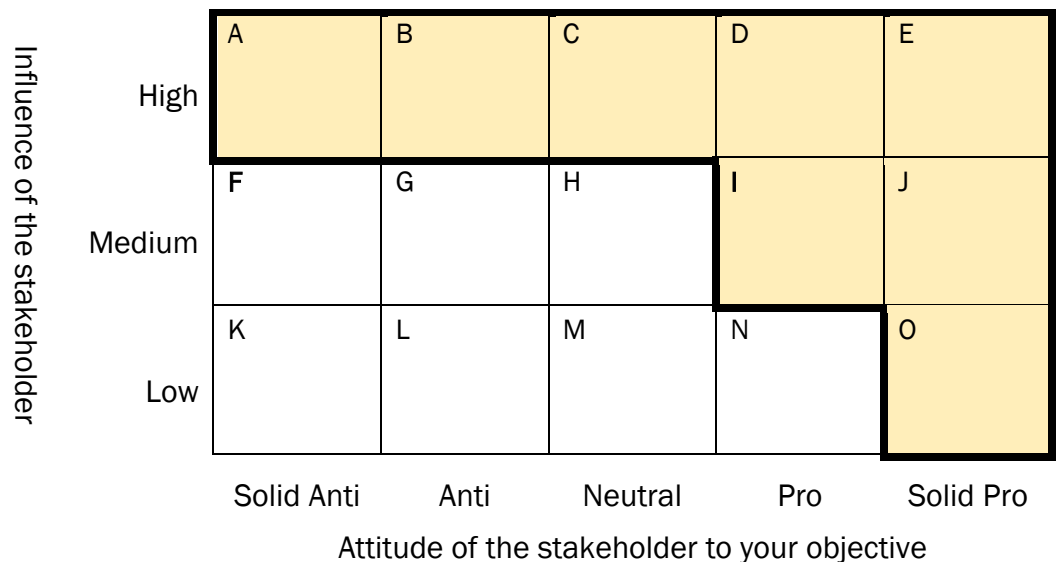 Influence of the stakeholder
High
A
B
C
D
E
Medium
F
G
H
I
J
Low
K
L
M
N
O
Solid Anti
Anti
Neutral
Pro
Solid Pro
Attitude of the stakeholder to your objective